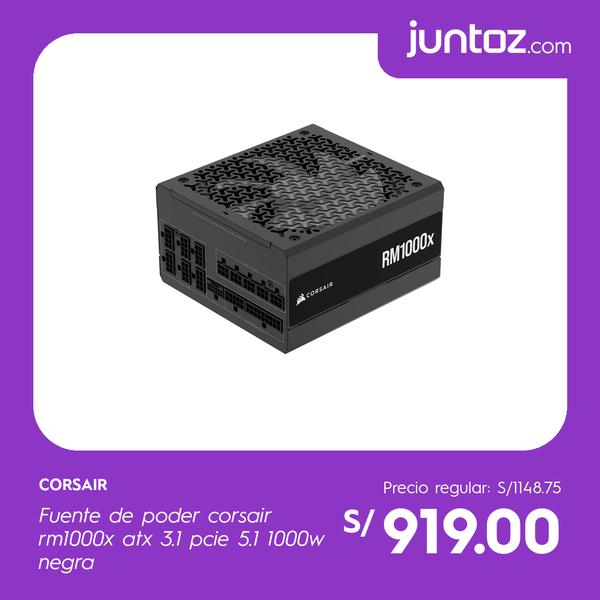 juntoz.com
RM1000x
CORSAIR
CORSAIR
Precio regular: S/1148.75
Fuente de poder corsair
rm1000x atx 3.1 pcie 5.1 1000w
negra
S/ 919.00